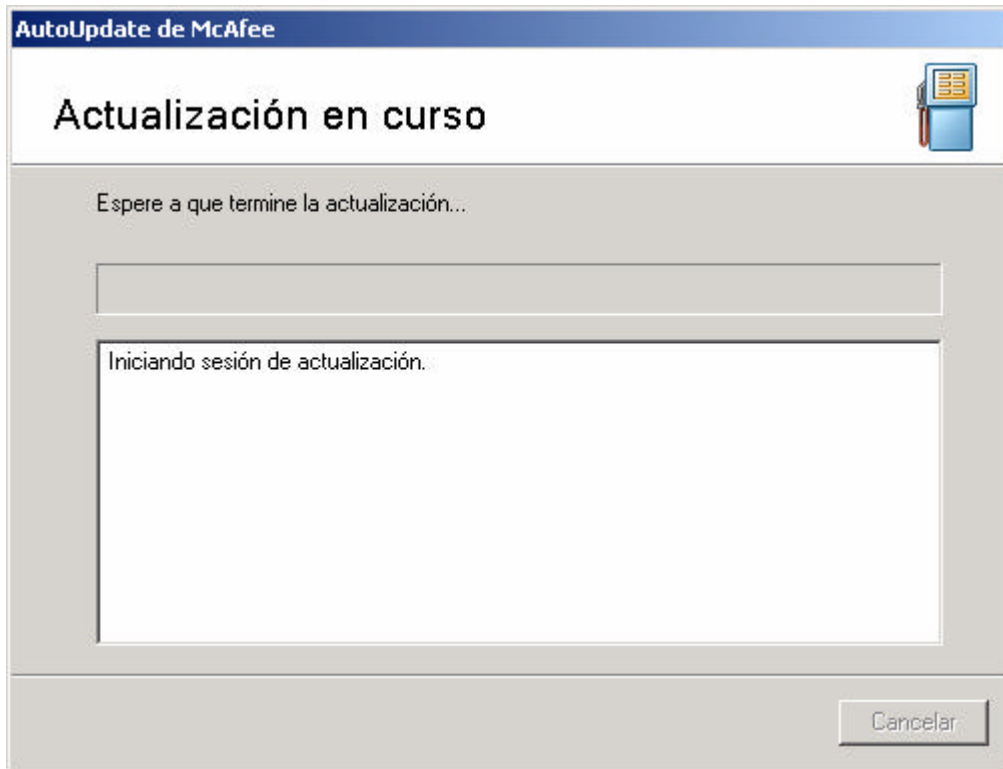 AutoUpdate de McAfee
Actualización en curso
Espere a que termine la actualización...
Iniciando sesión de actualización.
Cancelar